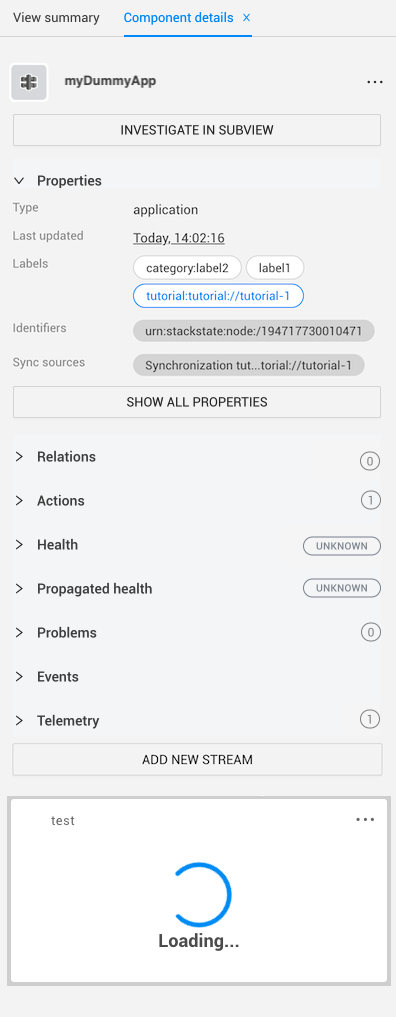 View summary
Component details ×
myDummyApp
INVESTIGATE IN SUBVIEW
Properties
Type application
Last updated Today, 14:02:16
Labels category:label2 label1
tutorial:tutorial://tutorial-1
Identifiers urn:stackstate:node:/194717730010471
Sync sources Synchronization tut...torial://tutorial-1
SHOW ALL PROPERTIES
Relations 0
Actions 1
Health UNKNOWN
Propagated health UNKNOWN
Problems 0
Events
Telemetry 1
ADD NEW STREAM
test
Loading...